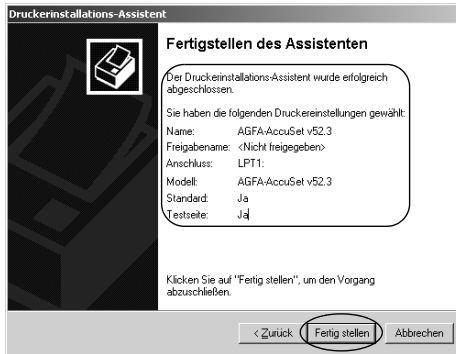 Druckerinstallations-Assistent
Fertigstellen des Assistenten
Der Druckerinstallations-Assistent wurde erfolgreich
abgeschlossen.
Sie haben die folgenden Druckereinstellungen gewählt:
Name: AGFA-AccuSet v52.3
Freigabename: <Nicht freigegeben>
Anschluss: LPT1:
Modell: AGFA-AccuSet v52.3
Standard: Ja
Testseite: Ja
Klicken Sie auf "Fertig stellen", um den Vorgang
abzuschließen.
< Zurück Fertig stellen Abbrechen